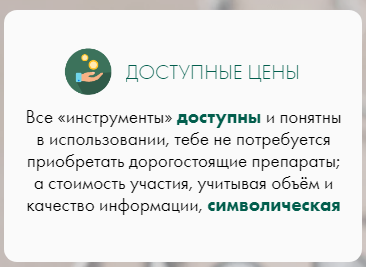 ДОСТУПНЫЕ ЦЕНЫ
Все «инструменты» доступны и понятны
в использовании, тебе не потребуется
приобретать дорогостоящие препараты;
а стоимость участия, учитывая объём и
качество информации, символическая